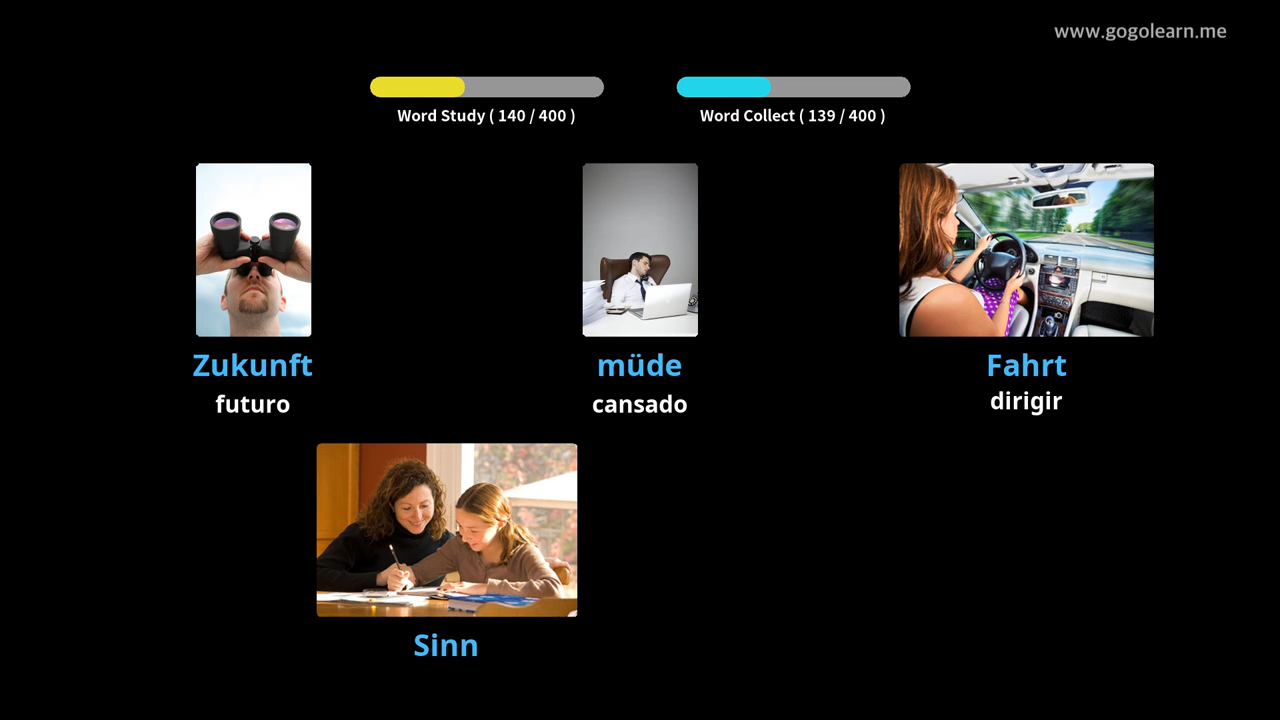 www.gogolearn.me
Word Study ( 140 / 400 )
Word Collect ( 139 / 400 )
Zukunft
futuro
müde
cansado
Fahrt
dirigir
Sinn